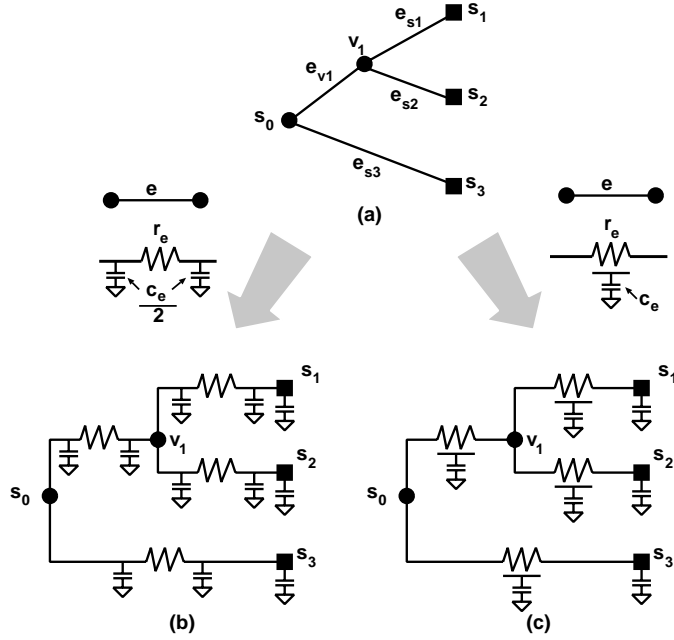 e_s1
s_1
v_1
e_v1
e_s2
s_2
s_0
e_s3
s_3
(a)
e
r_e
c_e
2
e
r_e
c_e
s_1
v_1
s_2
s_0
s_3
(b)
s_1
v_1
s_2
s_0
s_3
(c)